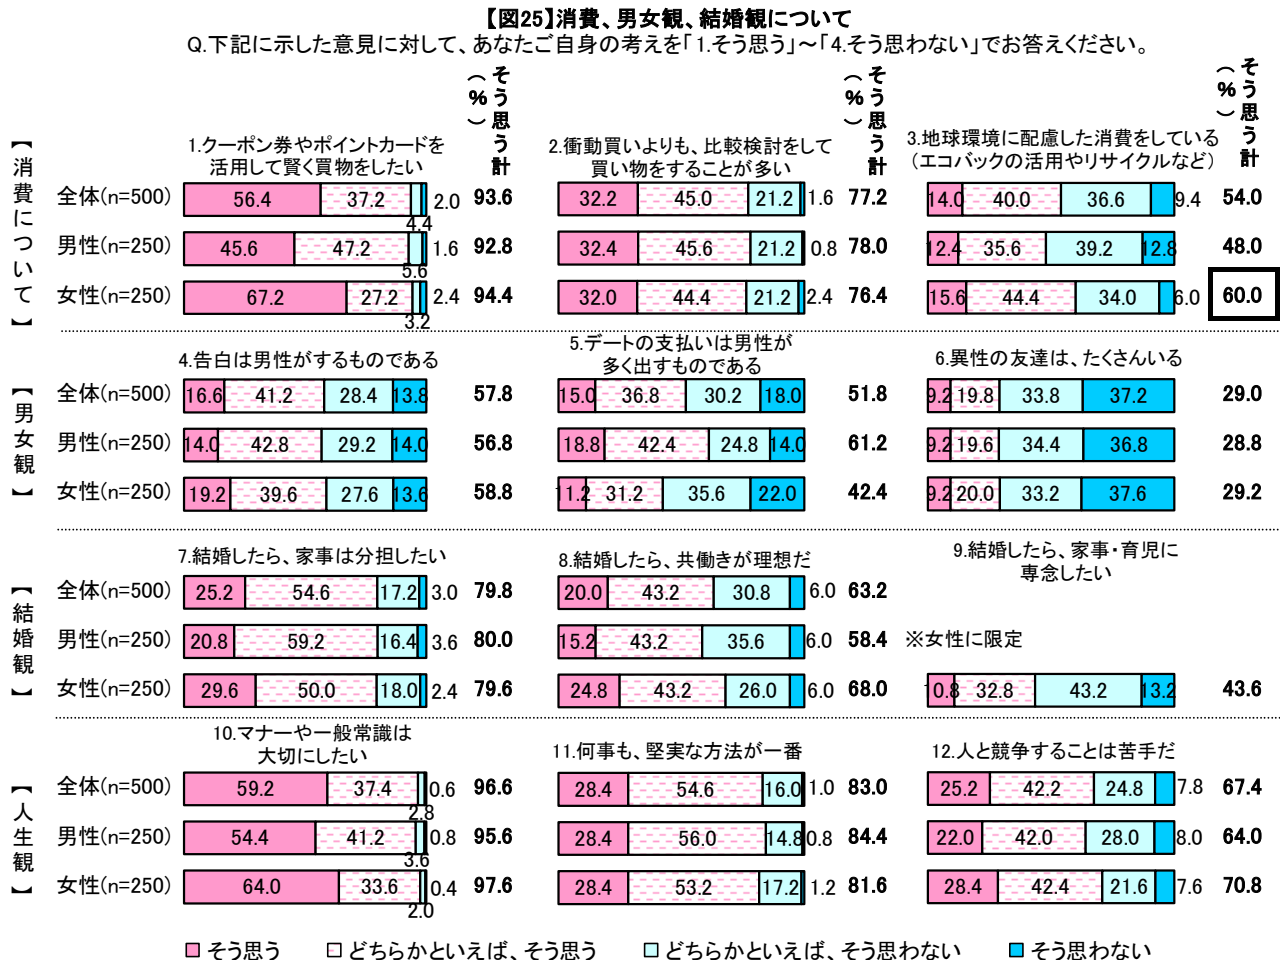 【図25】消費、男女観、結婚観について
Q.下記に示した意見に対して、あなたご自身の考えを「1.そう思う」～「4.そう思わない」でお答えください。
そう思う計（%）
そう思う計（%）
そう思う計（%）
【消費について】
1.クーポン券やポイントカードを
活用して賢く買物をしたい
全体(n=500) 56.4 37.2 4.4 2.0 93.6
男性(n=250) 45.6 47.2 5.6 1.6 92.8
女性(n=250) 67.2 27.2 3.2 2.4 94.4
2.衝動買いよりも、比較検討をして
買い物をすることが多い
32.2 45.0 21.2 1.6 77.2
32.4 45.6 21.2 0.8 78.0
32.0 44.4 21.2 2.4 76.4
3.地球環境に配慮した消費をしている
（エコバックの活用やリサイクルなど）
14.0 40.0 36.6 9.4 54.0
12.4 35.6 39.2 12.8 48.0
15.6 44.4 34.0 6.0 60.0
【男女観】
4.告白は男性がするものである
全体(n=500) 16.6 41.2 28.4 13.8 57.8
男性(n=250) 14.0 42.8 29.2 14.0 56.8
女性(n=250) 19.2 39.6 27.6 13.6 58.8
5.デートの支払いは男性が
多く出すものである
15.0 36.8 30.2 18.0 51.8
18.8 42.4 24.8 14.0 61.2
11.2 31.2 35.6 22.0 42.4
6.異性の友達は、たくさんいる
9.2 19.8 33.8 37.2 29.0
9.2 19.6 34.4 36.8 28.8
9.2 20.0 33.2 37.6 29.2
【結婚観】
7.結婚したら、家事は分担したい
全体(n=500) 25.2 54.6 17.2 3.0 79.8
男性(n=250) 20.8 59.2 16.4 3.6 80.0
女性(n=250) 29.6 50.0 18.0 2.4 79.6
8.結婚したら、共働きが理想だ
20.0 43.2 30.8 6.0 63.2
15.2 43.2 35.6 6.0 58.4
24.8 43.2 26.0 6.0 68.0
9.結婚したら、家事・育児に
専念したい
※女性に限定
10.8 32.8 43.2 13.2 43.6
【人生観】
10.マナーや一般常識は
大切にしたい
全体(n=500) 59.2 37.4 2.8 0.6 96.6
男性(n=250) 54.4 41.2 3.6 0.8 95.6
女性(n=250) 64.0 33.6 2.0 0.4 97.6
11.何事も、堅実な方法が一番
28.4 54.6 16.0 1.0 83.0
28.4 56.0 14.8 0.8 84.4
28.4 53.2 17.2 1.2 81.6
12.人と競争することは苦手だ
25.2 42.2 24.8 7.8 67.4
22.0 42.0 28.0 8.0 64.0
28.4 42.4 21.6 7.6 70.8
そう思う どちらかといえば、そう思う どちらかといえば、そう思わない そう思わない